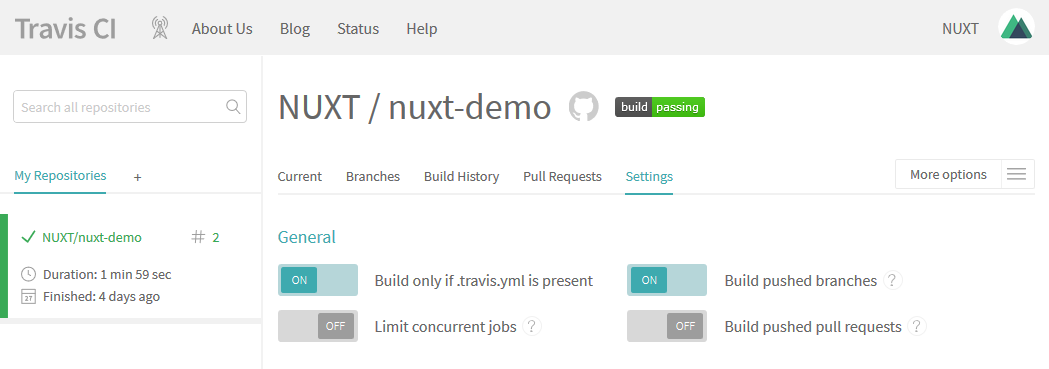 Travis CI About Us Blog Status Help NUXT
Search all repositories
My Repositories +
NUXT/nuxt-demo # 2
Duration: 1 min 59 sec
27 Finished: 4 days ago
NUXT / nuxt-demo build passing
Current Branches Build History Pull Requests Settings More options
General
ON Build only if .travis.yml is present ON Build pushed branches ?
OFF Limit concurrent jobs ? OFF Build pushed pull requests ?